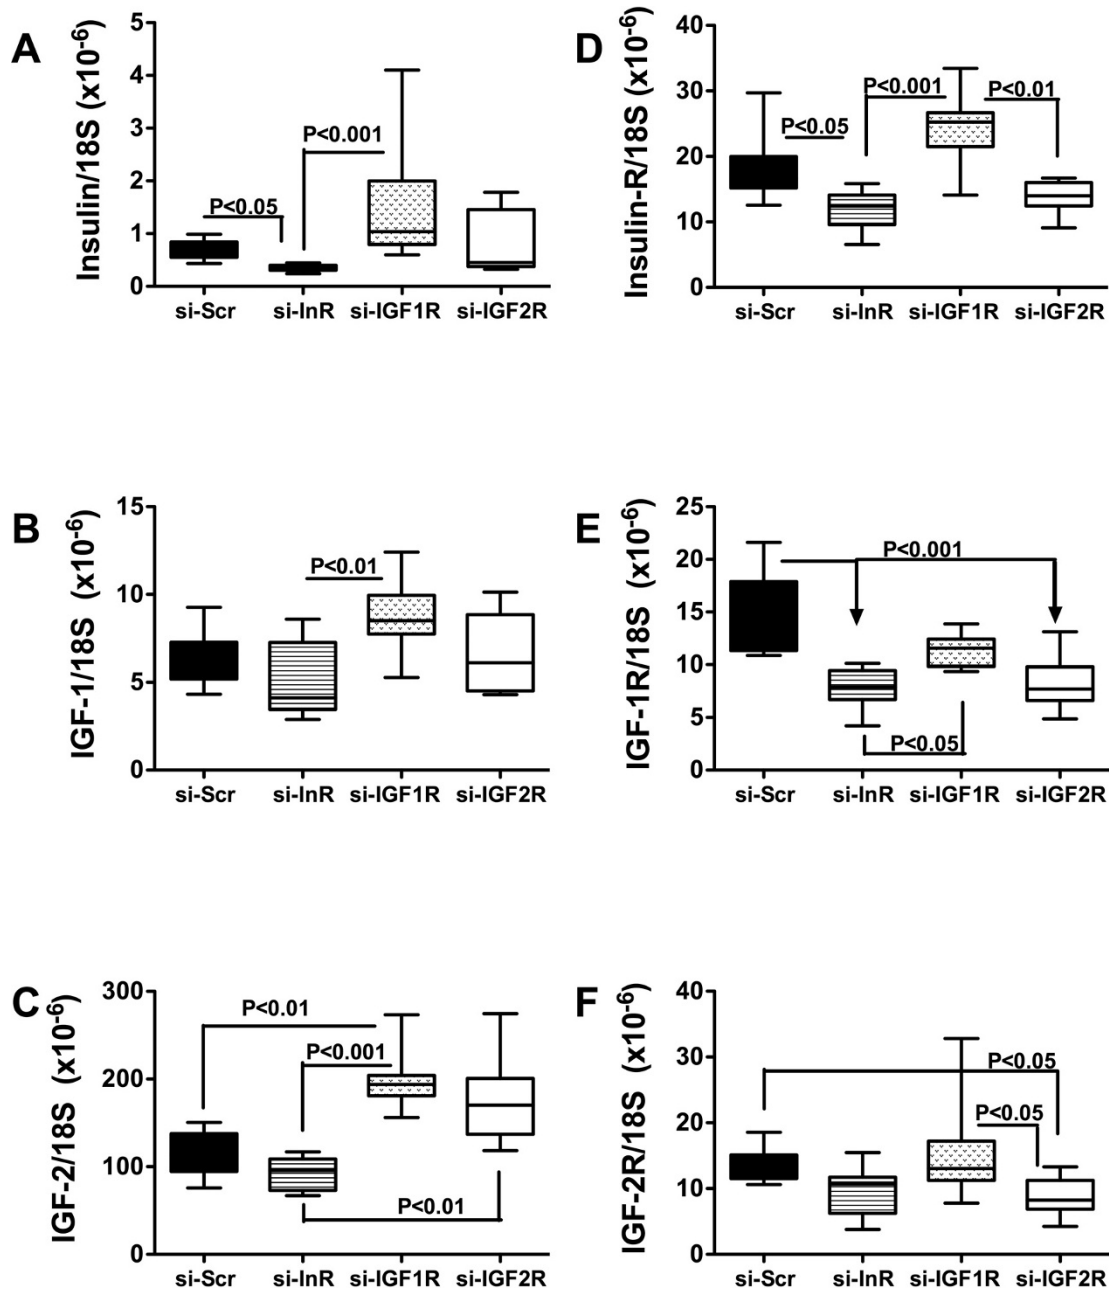 A
Insulin/18S (x10-6)
5
4
3
2
1
0
P<0.05
P<0.001
si-Scr si-InR si-IGF1R si-IGF2R
D
Insulin-R/18S (x10-6)
40
30
20
10
0
P<0.05
P<0.001
P<0.01
si-Scr si-InR si-IGF1R si-IGF2R
B
IGF-1/18S (x10-6)
15
10
5
0
P<0.01
si-Scr si-InR si-IGF1R si-IGF2R
E
IGF-1R/18S (x10-6)
25
20
15
10
5
0
P<0.001
P<0.05
si-Scr si-InR si-IGF1R si-IGF2R
C
IGF-2/18S (x10-6)
300
200
100
0
P<0.01
P<0.001
P<0.01
si-Scr si-InR si-IGF1R si-IGF2R
F
IGF-2R/18S (x10-6)
40
30
20
10
0
P<0.05
P<0.05
si-Scr si-InR si-IGF1R si-IGF2R